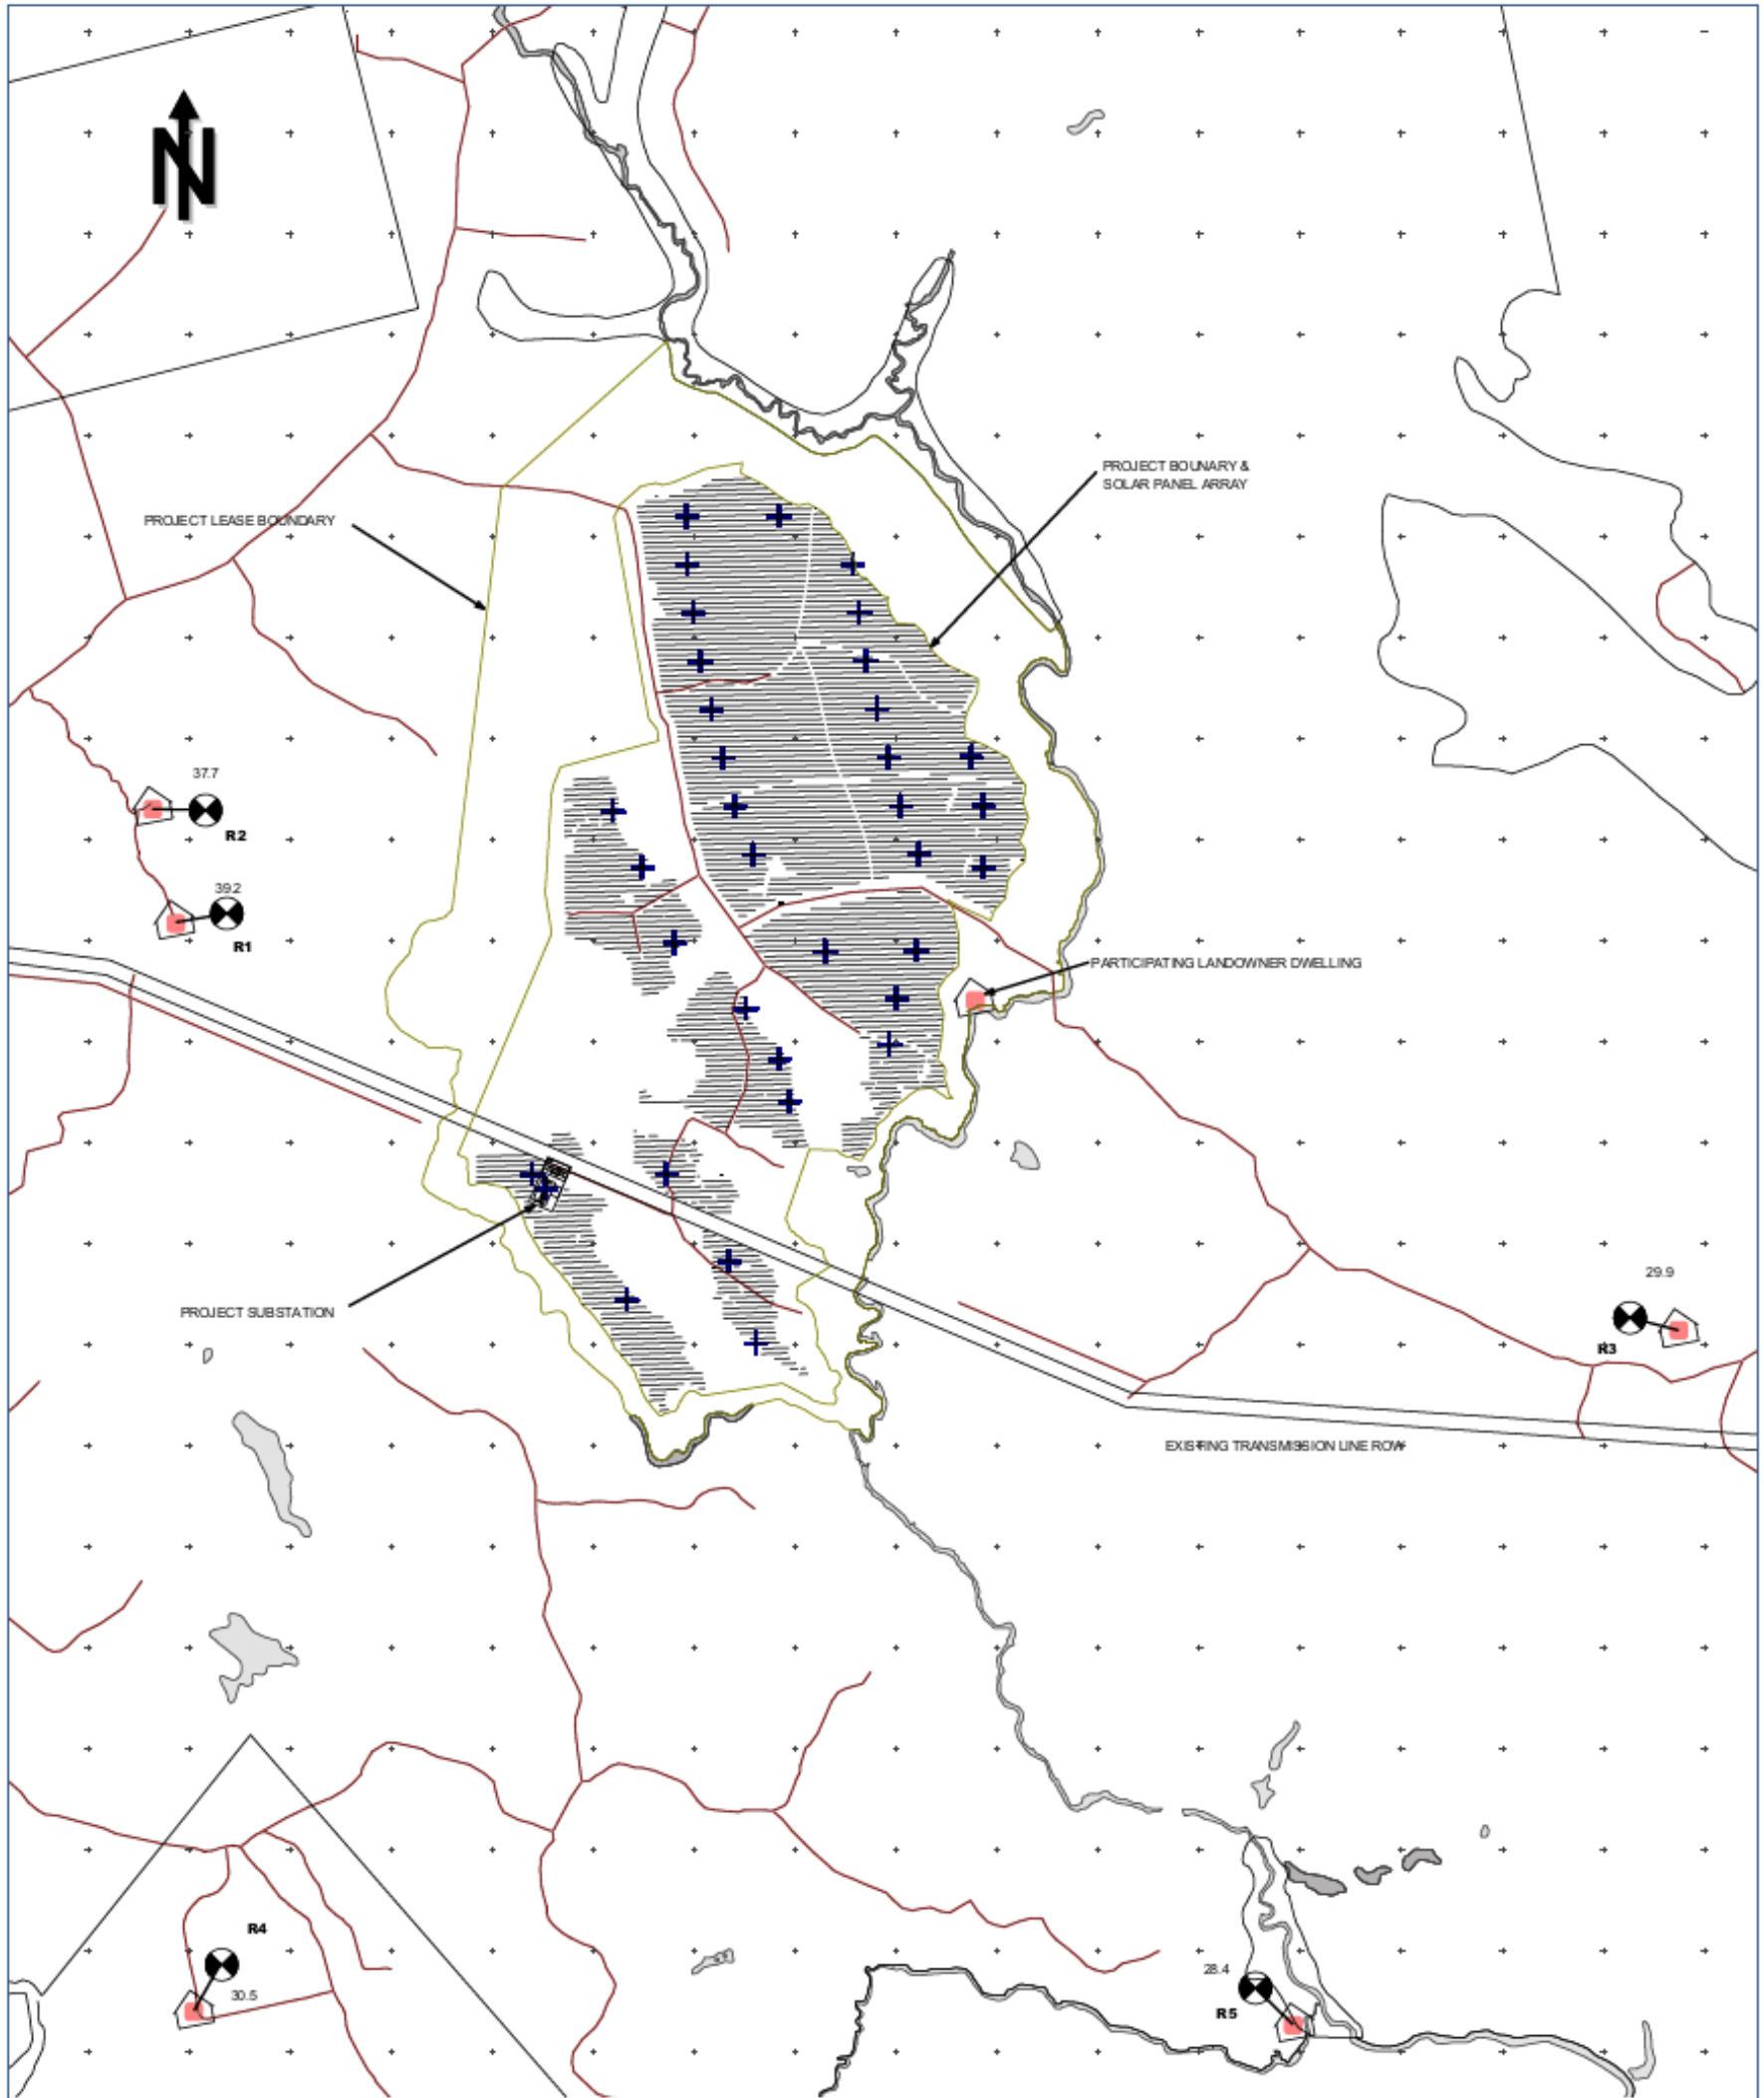 N
PROJECT BOUNARY &
SOLAR PANEL ARRAY
PROJECT LEASE BOUNDARY
37.7
R2
39.2
R1
PARTICIPATING LANDOWNER DWELLING
29.9
PROJECT SUBSTATION
R3
EXISTING TRANSMISSION LINE ROW
R4
28.4
30.5
R5